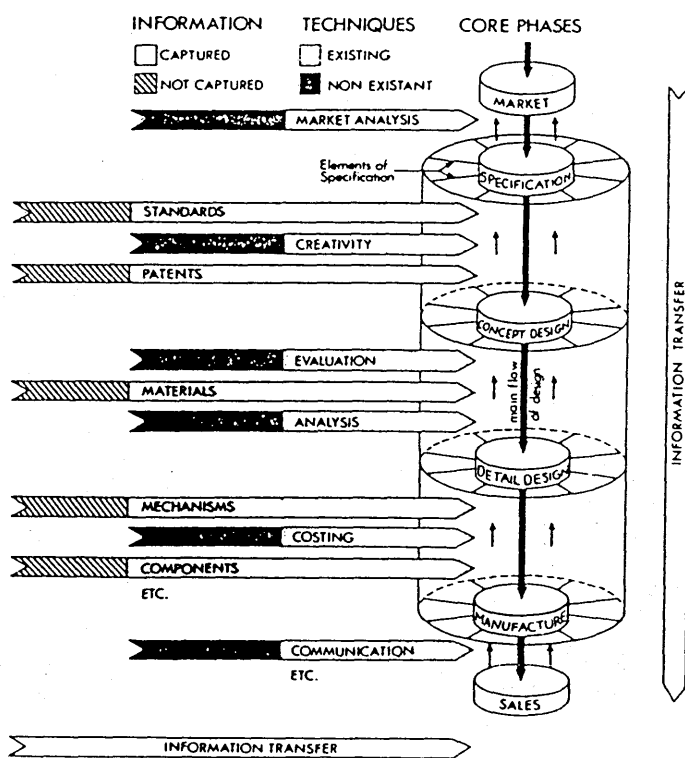 INFORMATION
TECHNIQUES
CORE PHASES
CAPTURED
EXISTING
NOT CAPTURED
NON EXISTANT
MARKET
MARKET ANALYSIS
Elements of
Specification
SPECIFICATION
STANDARDS
CREATIVITY
PATENTS
CONCEPT DESIGN
EVALUATION
MATERIALS
main flow
of design
ANALYSIS
DETAIL DESIGN
MECHANISMS
COSTING
COMPONENTS
ETC.
MANUFACTURE
COMMUNICATION
ETC.
SALES
INFORMATION TRANSFER
INFORMATION TRANSFER